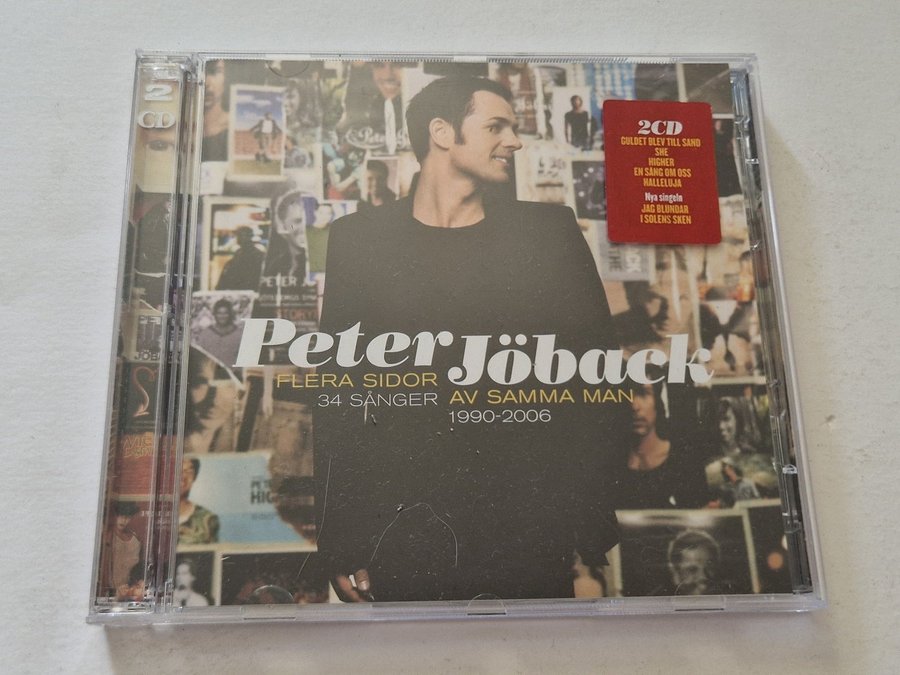 2
CD
2CD
GULDET BLEV TILL SAND
SHE
HIGHER
EN SÅNG OM OSS
HALLELUJA
Nya singeln
JAG BLUNDAR
I SOLENS SKEN
PETER
Peter Jöback
FLERA SIDOR AV SAMMA MAN
34 SÅNGER 1990-2006